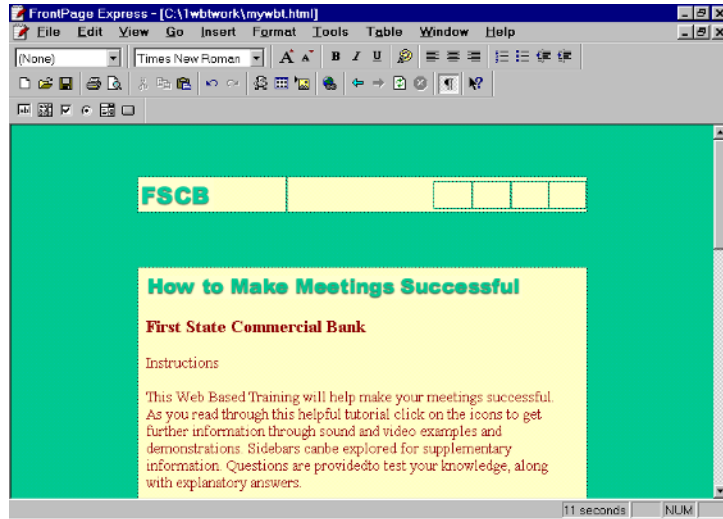 FrontPage Express - [C:\1wbtwork\mywbt.html]
File Edit View Go Insert Format Tools Table Window Help
(None) Times New Roman A A B I U
FSCB
How to Make Meetings Successful
First State Commercial Bank
Instructions
This Web Based Training will help make your meetings successful.
As you read through this helpful tutorial click on the icons to get
further information through sound and video examples and
demonstrations. Sidebars canbe explored for supplementary
information. Questions are providedto test your knowledge, along
with explanatory answers.
11 seconds NUM